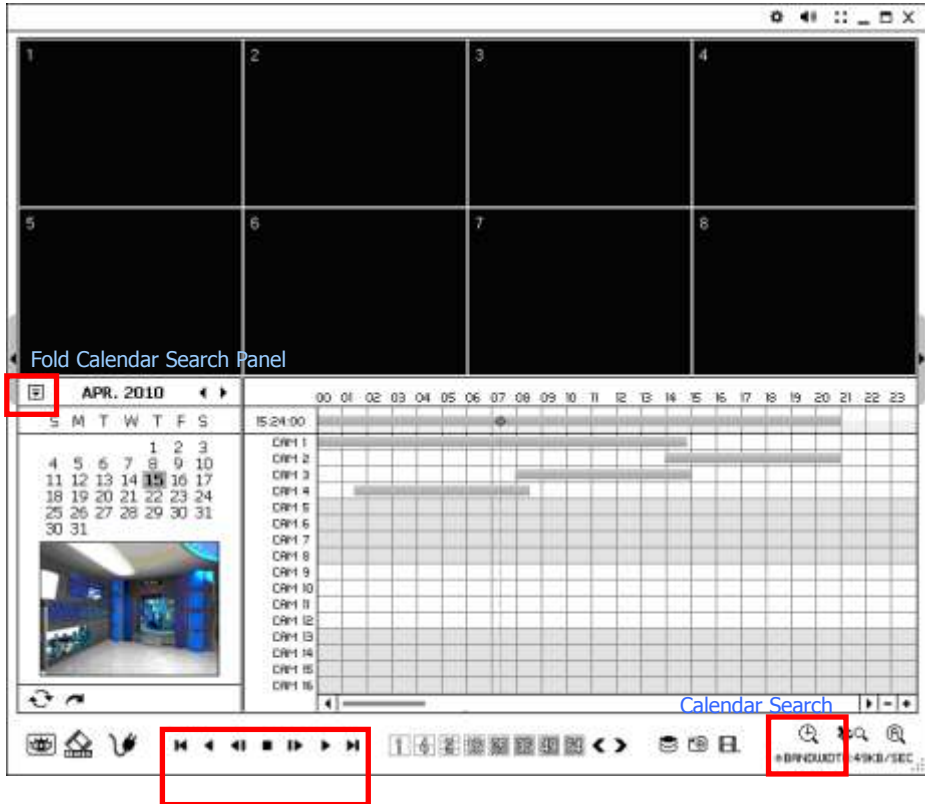 1 2 3 4
5 6 7 8
Fold Calendar Search Panel
APR. 2010
00 01 02 03 04 05 06 07 08 09 10 11 12 13 14 15 16 17 18 19 20 21 22 23
S M T W T F S
15:24:00
1 2 3
4 5 6 7 8 9 10
11 12 13 14 15 16 17
18 19 20 21 22 23 24
25 26 27 28 29 30 31
30 31
CAM 1
CAM 2
CAM 3
CAM 4
CAM 5
CAM 6
CAM 7
CAM 8
CAM 9
CAM 10
CAM 11
CAM 12
CAM 13
CAM 14
CAM 15
CAM 16
Calendar Search
1 4
:49KB/SEC